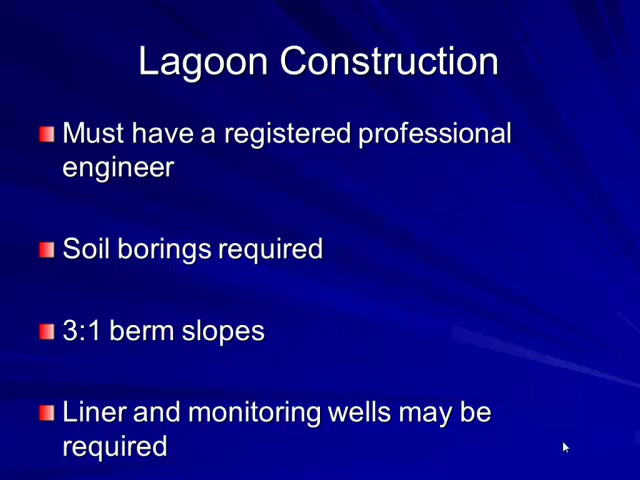 Lagoon Construction
Must have a registered professional
engineer
Soil borings required
3:1 berm slopes
Liner and monitoring wells may be
required